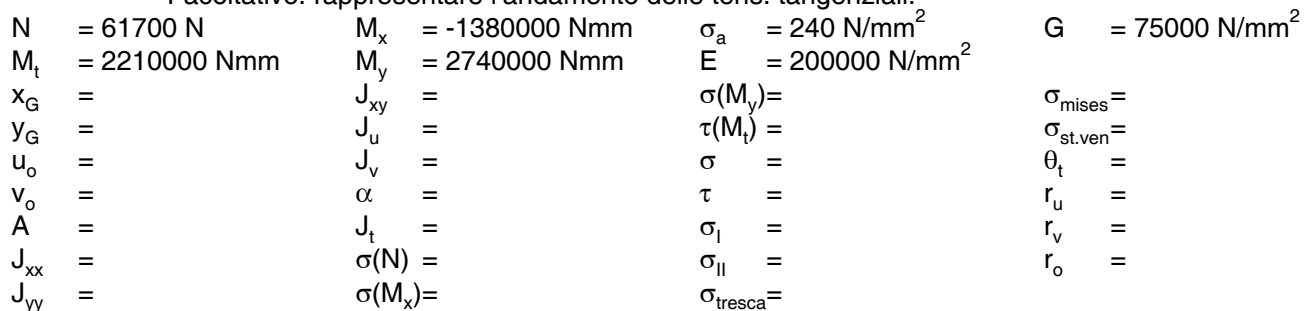 Facoltativo: rappresentare l'andamento delle tens. tangenziali.
N = 61700 N M_x = -1380000 Nmm σ_a = 240 N/mm² G = 75000 N/mm²
M_t = 2210000 Nmm M_y = 2740000 Nmm E = 200000 N/mm²
x_G = J_xy = σ(M_y)= σ_mises=
y_G = J_u = τ(M_t) = σ_st.ven=
u_o = J_v = σ = θ_t =
v_o = α = τ = r_u =
A = J_t = σ_I = r_v =
J_xx = σ(N) = σ_II = r_o =
J_yy = σ(M_x)= σ_tresca=